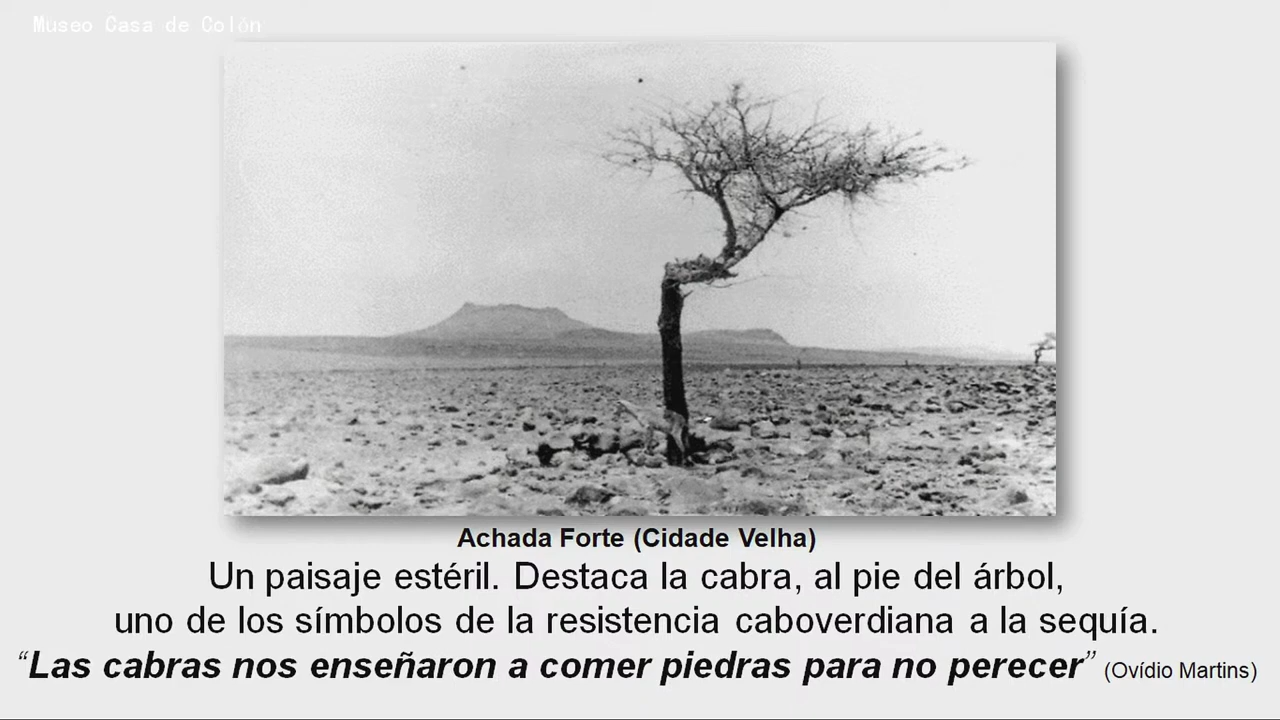 Museo Casa de Colón
Achada Forte (Cidade Velha)
Un paisaje estéril. Destaca la cabra, al pie del árbol,
uno de los símbolos de la resistencia caboverdiana a la sequía.
“Las cabras nos enseñaron a comer piedras para no perecer” (Ovídio Martins)